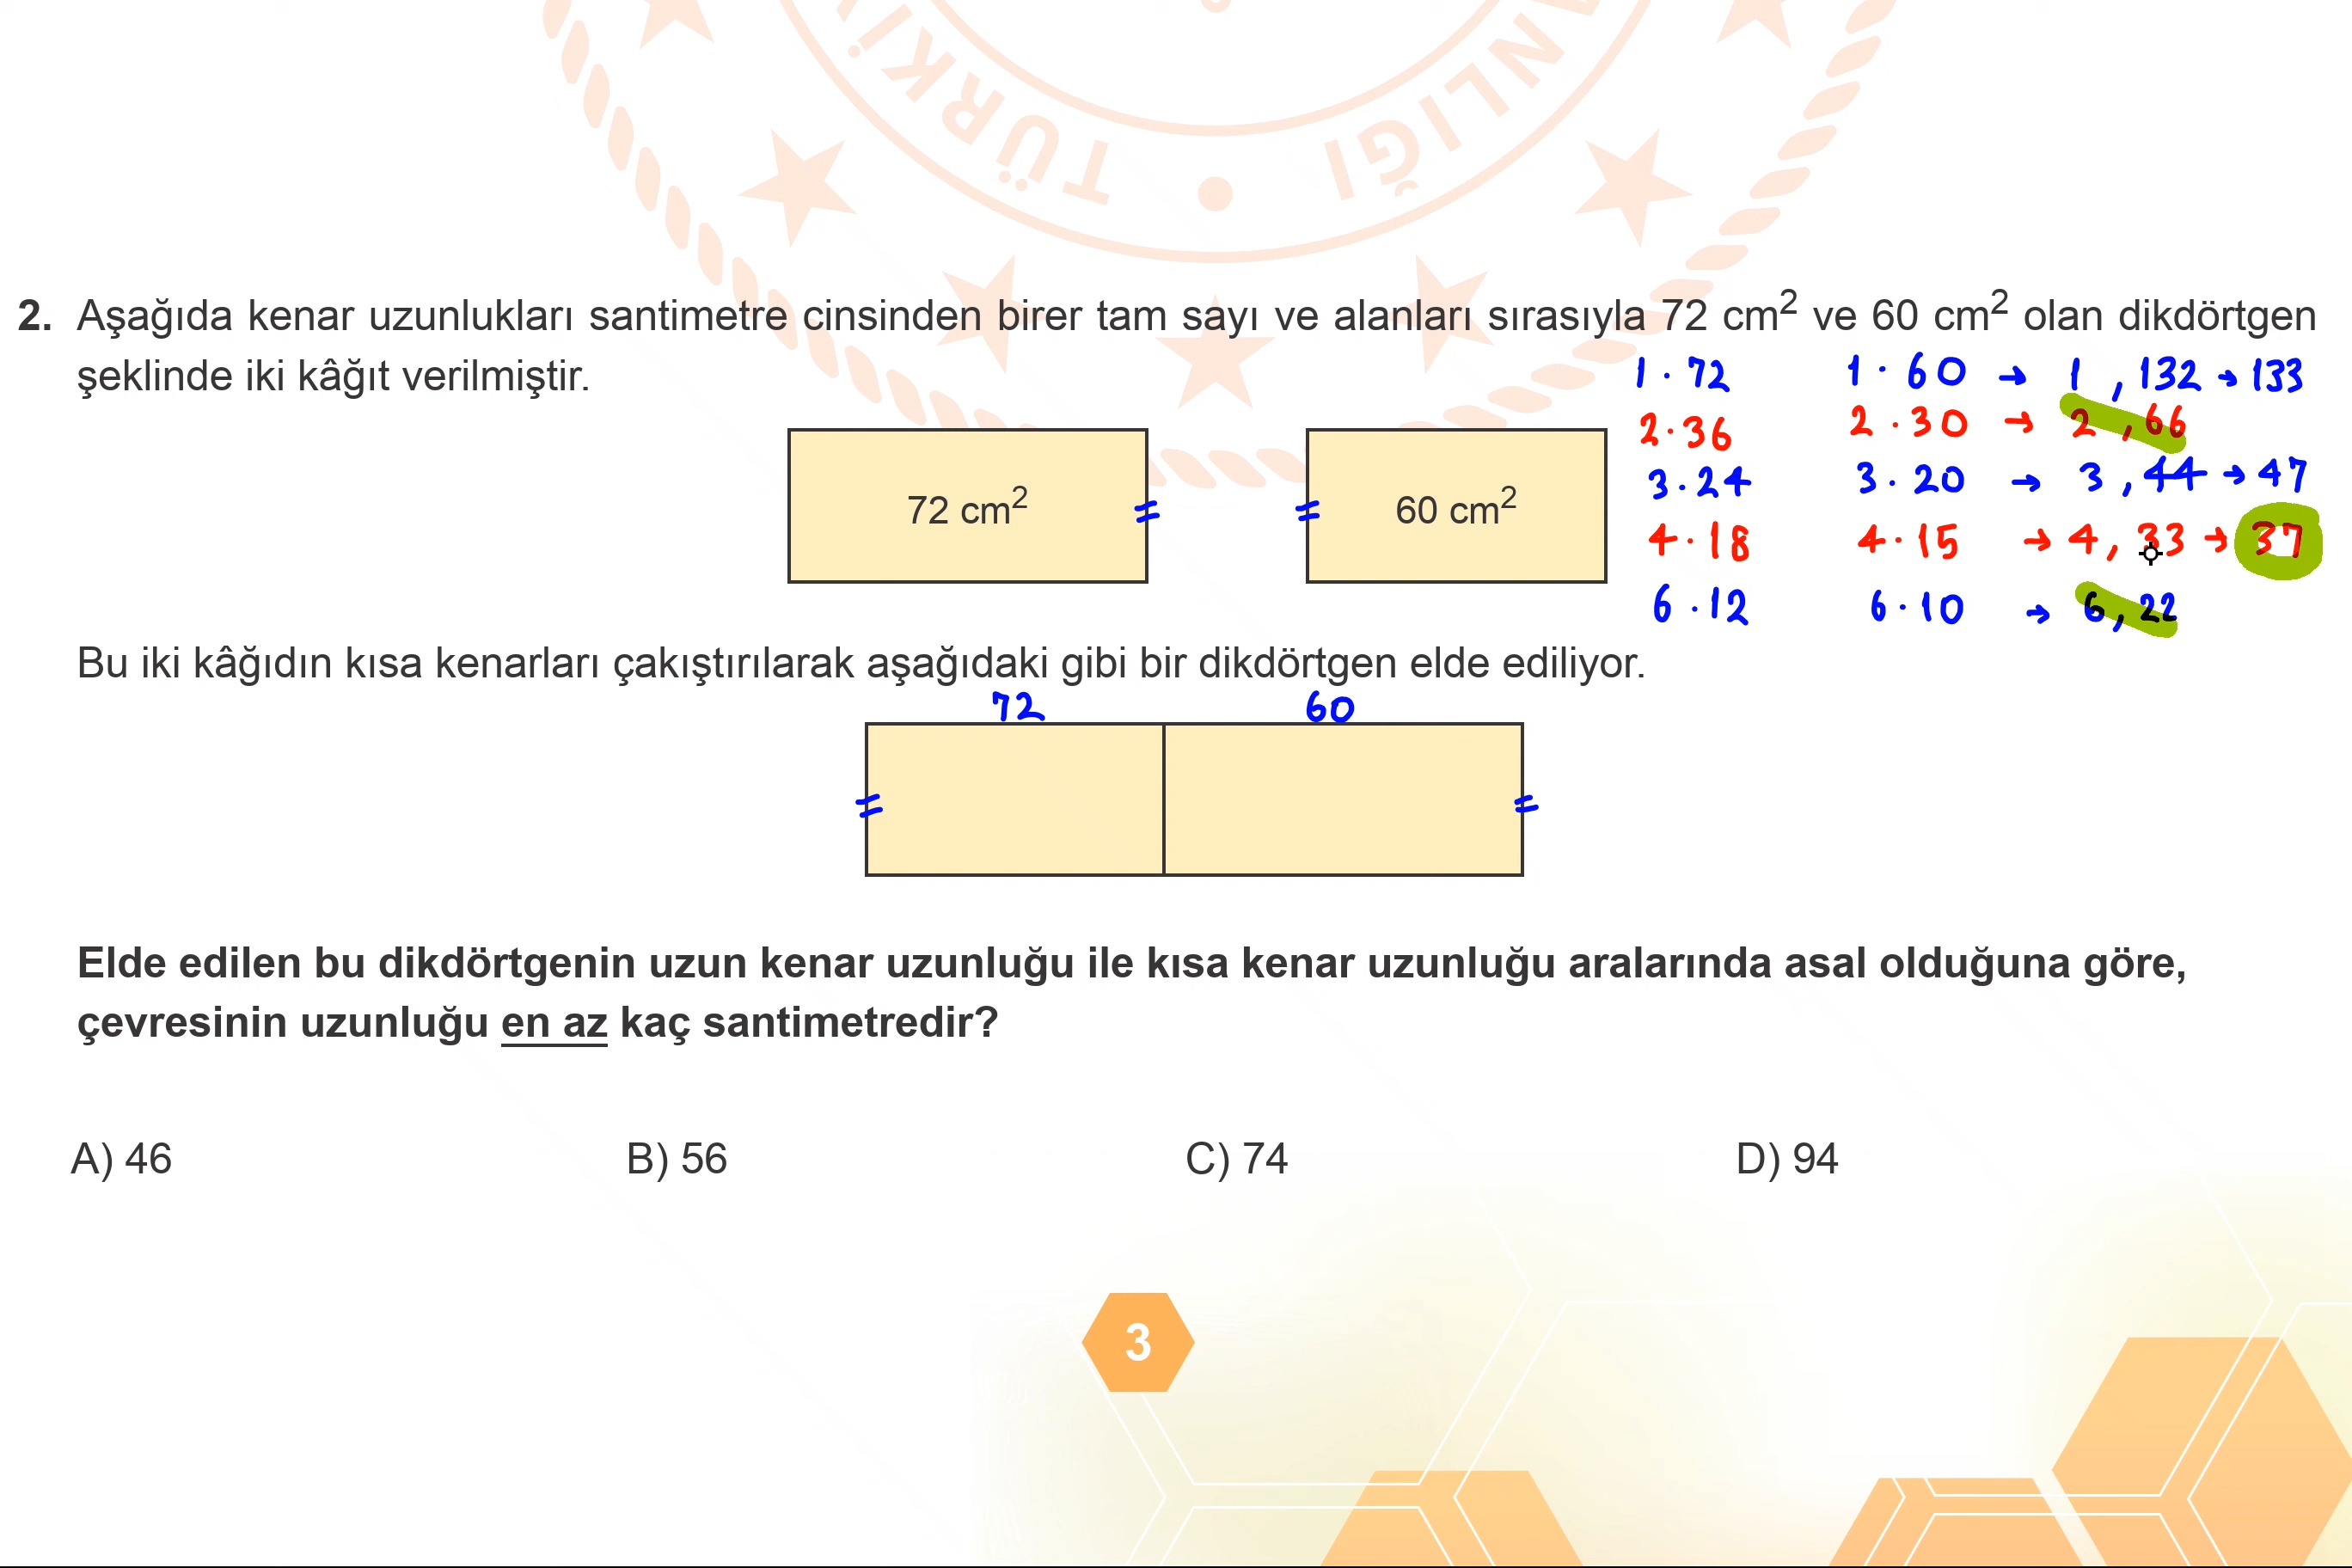 TÜRKİ
NLIĞI
2. Aşağıda kenar uzunlukları santimetre cinsinden birer tam sayı ve alanları sırasıyla 72 cm² ve 60 cm² olan dikdörtgen
şeklinde iki kâğıt verilmiştir.
1 · 72 1 · 60 → 1 , 132 → 133
2 · 36 2 · 30 → 2 , 66
3 · 24 3 · 20 → 3 , 44 → 47
4 · 18 4 · 15 → 4 , 33 → 37
6 · 12 6 · 10 → 6 , 22
72 cm² = = 60 cm²
Bu iki kâğıdın kısa kenarları çakıştırılarak aşağıdaki gibi bir dikdörtgen elde ediliyor.
72 60
= =
Elde edilen bu dikdörtgenin uzun kenar uzunluğu ile kısa kenar uzunluğu aralarında asal olduğuna göre,
çevresinin uzunluğu en az kaç santimetredir?
A) 46 B) 56 C) 74 D) 94
3